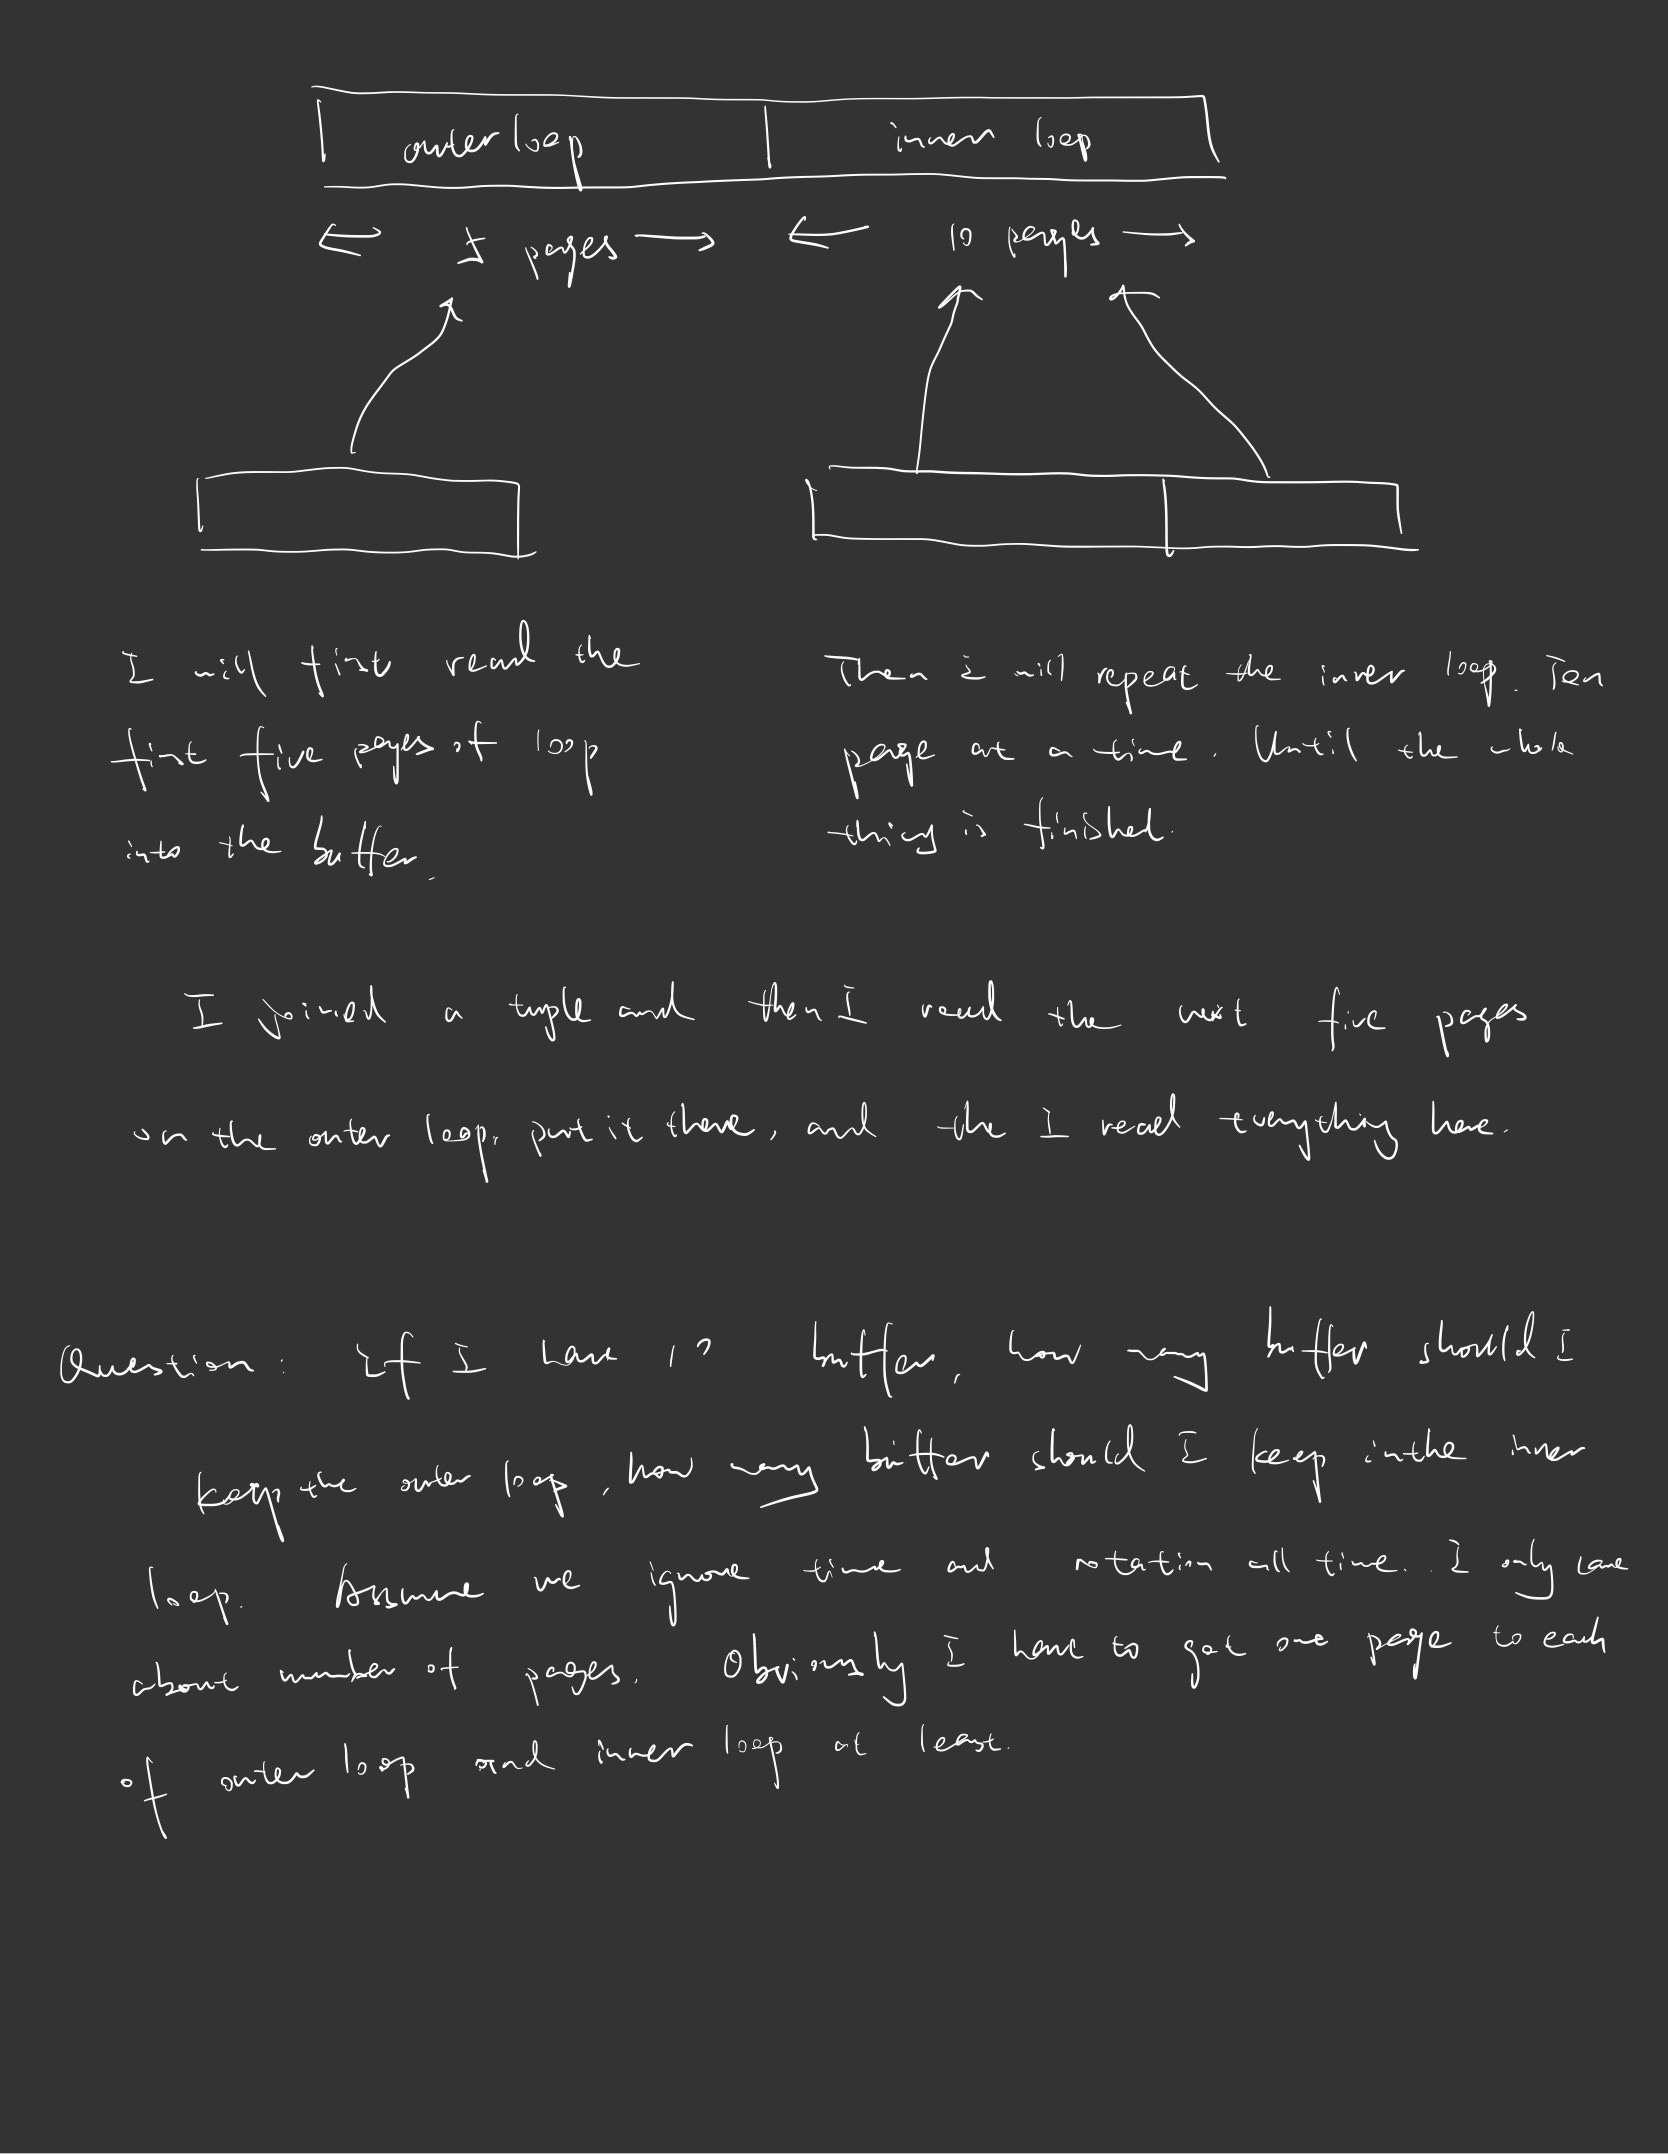 outer loop inner loop
5 pages 10 pages
I will first read the
first five pages of loop
into the buffer.
Then I will repeat the inner loop. Ten
page at a time. Until the whole
thing is finished.
I joined a tuple and then I read the next five pages
on the outer loop, put it there, and the I read everything here.
Question: If I have buffer, how many buffer should I
keep the outer loop, how many buffer should I keep in the inner
loop. Assume we ignore time and rotation all time. I only care
about number of pages. Obviously I have to get one page to each
of outer loop and inner loop at least.